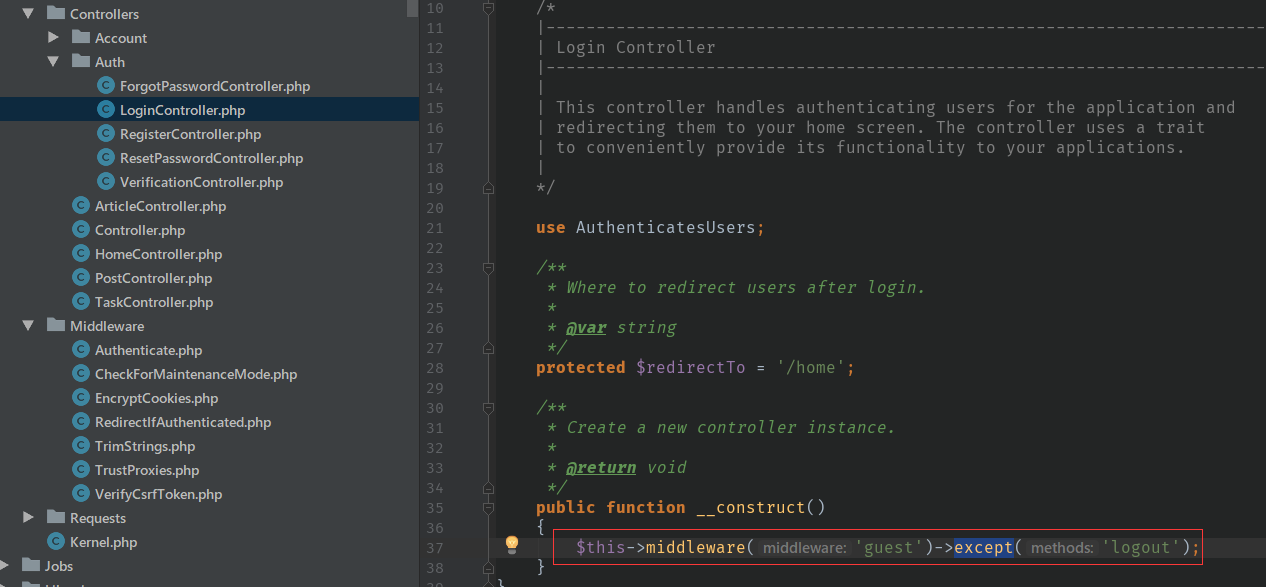 Controllers
Account
Auth
ForgotPasswordController.php
LoginController.php
RegisterController.php
ResetPasswordController.php
VerificationController.php
ArticleController.php
Controller.php
HomeController.php
PostController.php
TaskController.php
Middleware
Authenticate.php
CheckForMaintenanceMode.php
EncryptCookies.php
RedirectIfAuthenticated.php
TrimStrings.php
TrustProxies.php
VerifyCsrfToken.php
Requests
Kernel.php
Jobs
10 /*
11 |--------------------------------------------------------------------------
12 | Login Controller
13 |--------------------------------------------------------------------------
14 |
15 | This controller handles authenticating users for the application and
16 | redirecting them to your home screen. The controller uses a trait
17 | to conveniently provide its functionality to your applications.
18 |
19 */
20
21 use AuthenticatesUsers;
22
23 /**
24 * Where to redirect users after login.
25 *
26 * @var string
27 */
28 protected $redirectTo = '/home';
29
30 /**
31 * Create a new controller instance.
32 *
33 * @return void
34 */
35 public function __construct()
36 {
37 $this->middleware( middleware: 'guest')->except( methods: 'logout');
38 }